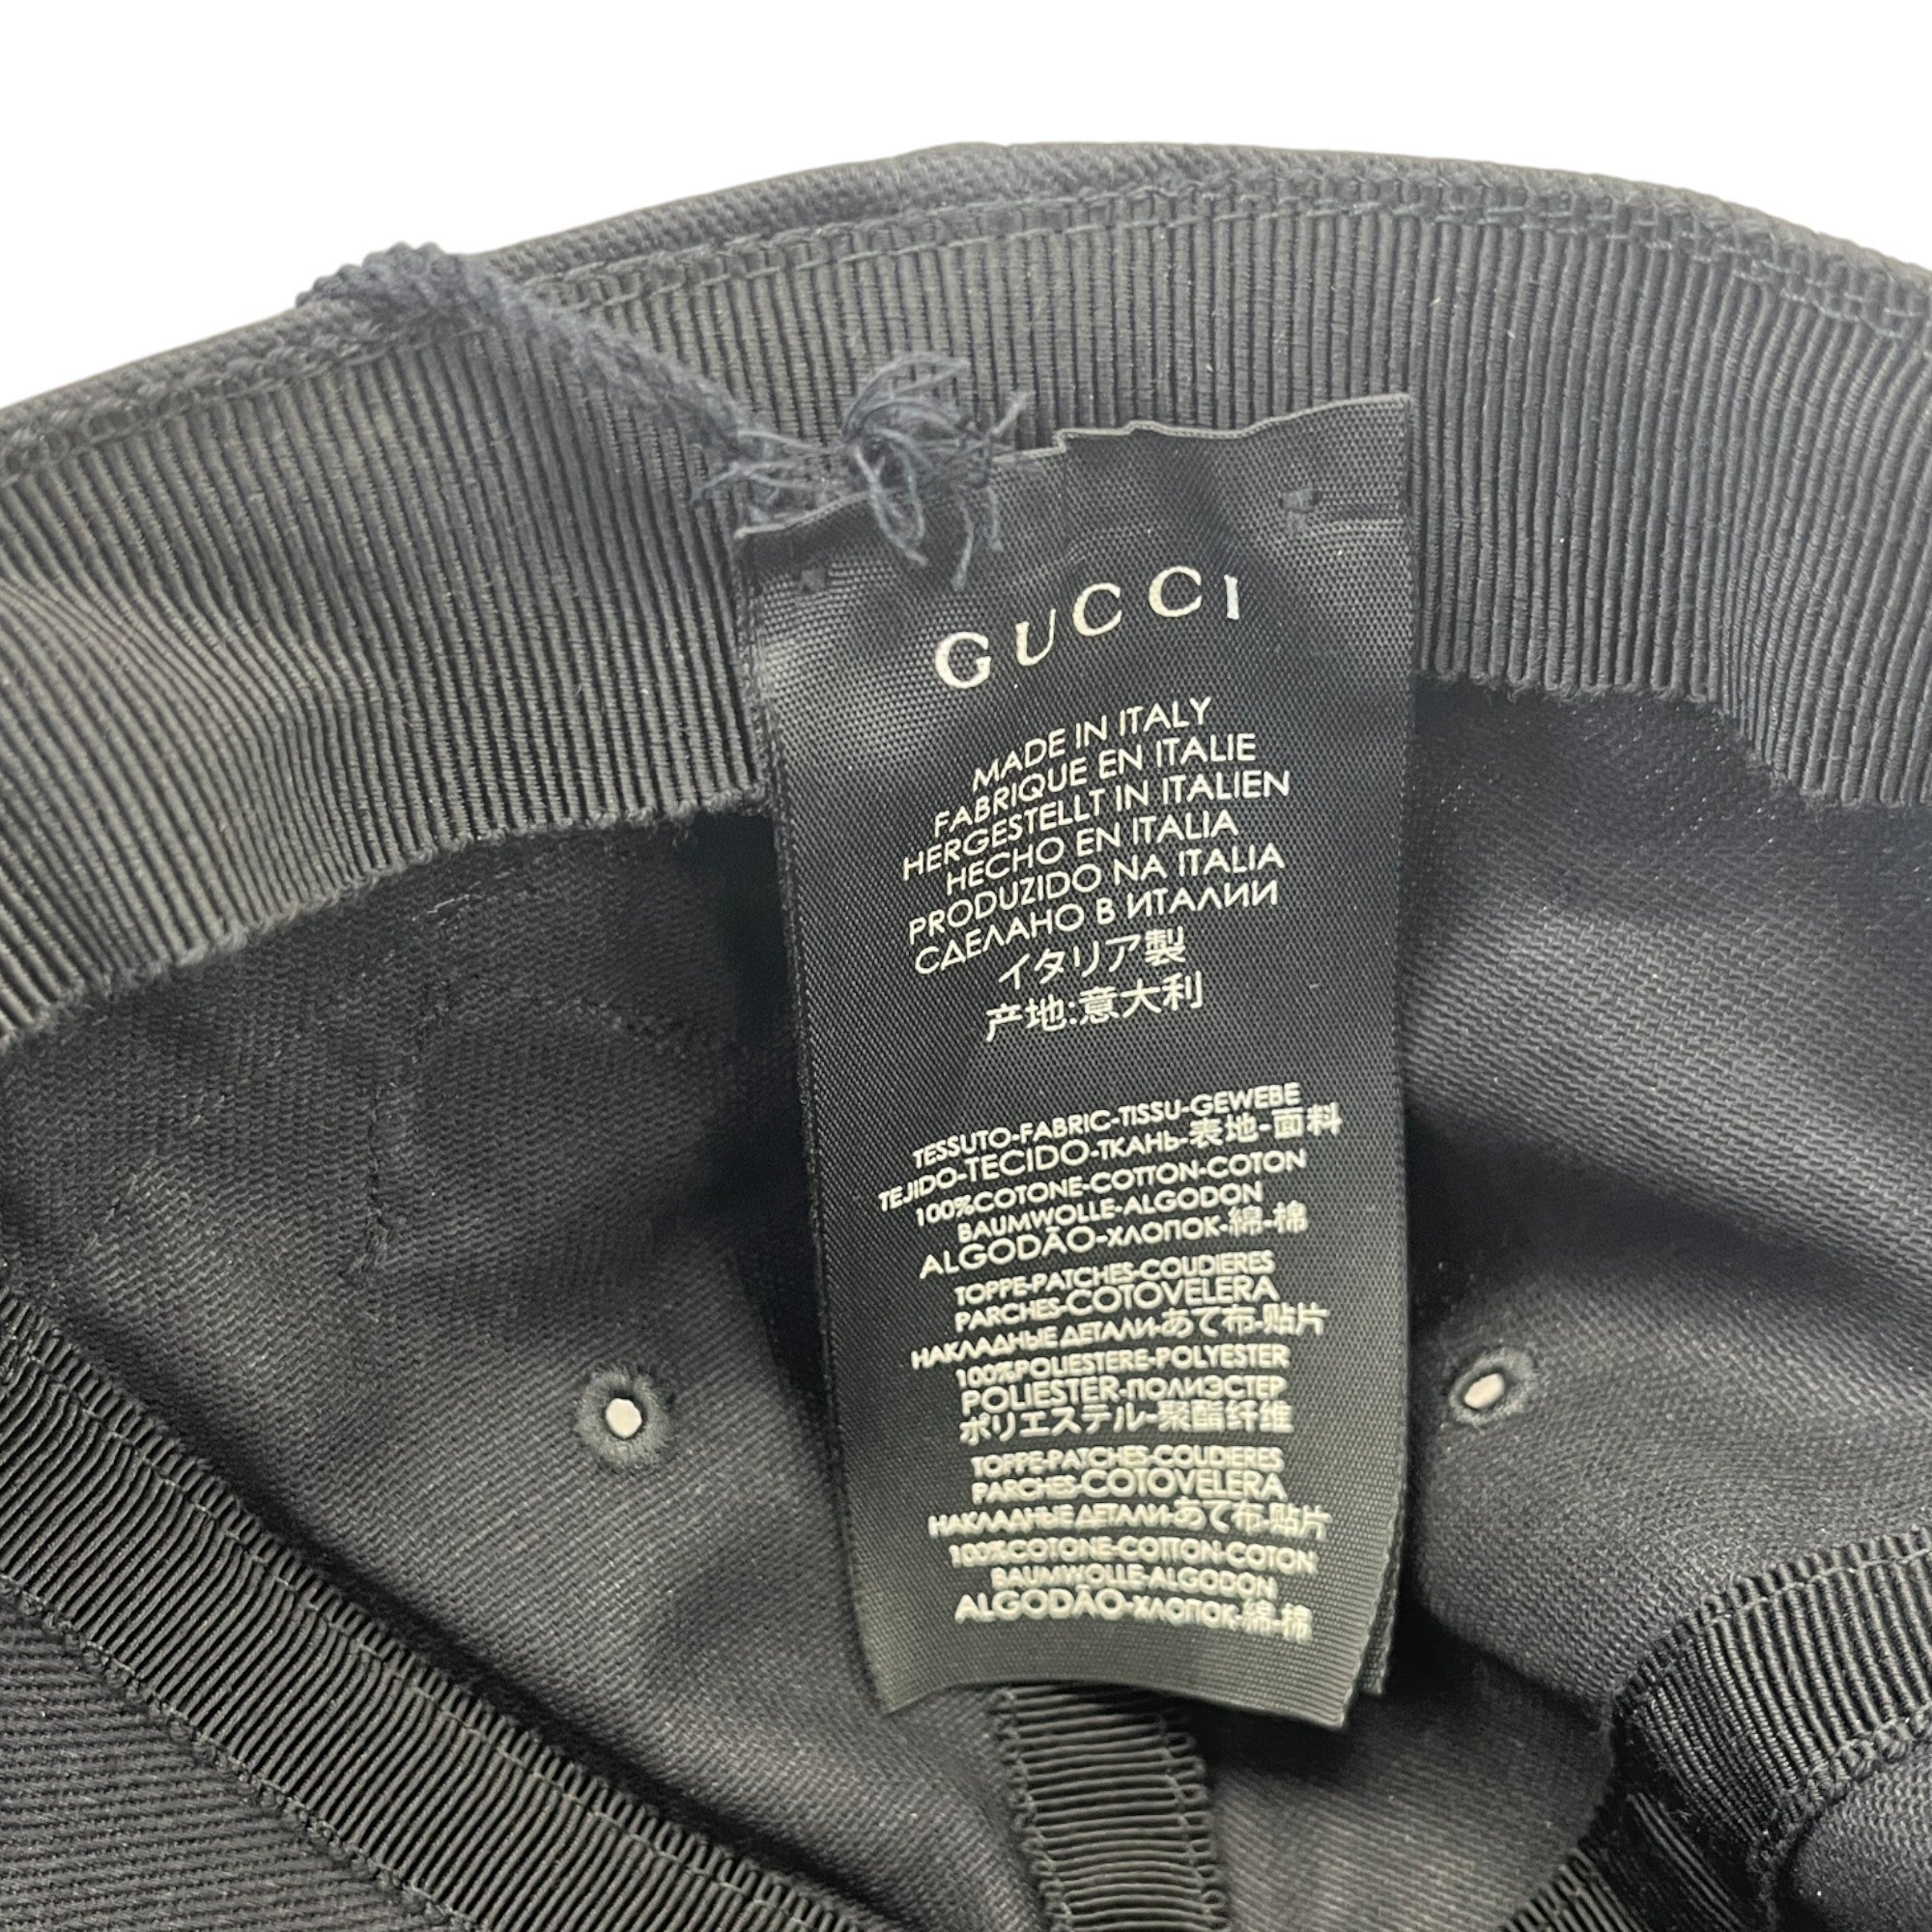 GUCCI
MADE IN ITALY
FABRIQUE EN ITALIE
HERGESTELLT IN ITALIEN
HECHO EN ITALIA
PRODUZIDO NA ITALIA
СДЕЛАНО В ИТАЛИИ
イタリア製
产地:意大利
TESSUTO-FABRIC-TISSU-GEWEBE
TEJIDO-TECIDO-ТКАНЬ-表地-面料
100%COTONE-COTTON-COTON
BAUMWOLLE-ALGODON
ALGODÃO-ХЛОПОК-綿-棉
TOPPE-PATCHES-COUDIERES
PARCHES-COTOVELERA
НАКЛАДНЫЕ ДЕТАЛИ-あて布-贴片
100%POLIESTERE-POLYESTER
POLIESTER-ПОЛИЭСТЕР
ポリエステル-聚酯纤维
TOPPE-PATCHES-COUDIERES
PARCHES-COTOVELERA
НАКЛАДНЫЕ ДЕТАЛИ-あて布-贴片
100%COTONE-COTTON-COTON
BAUMWOLLE-ALGODON
ALGODÃO-ХЛОПОК-綿-棉